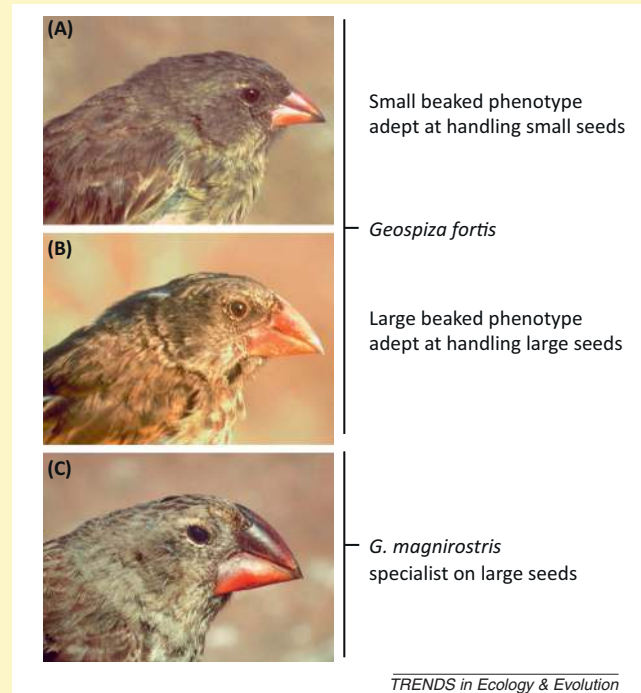 (A)
Small beaked phenotype
adept at handling small seeds
Geospiza fortis
(B)
Large beaked phenotype
adept at handling large seeds
(C)
G. magnirostris
specialist on large seeds
TRENDS in Ecology & Evolution